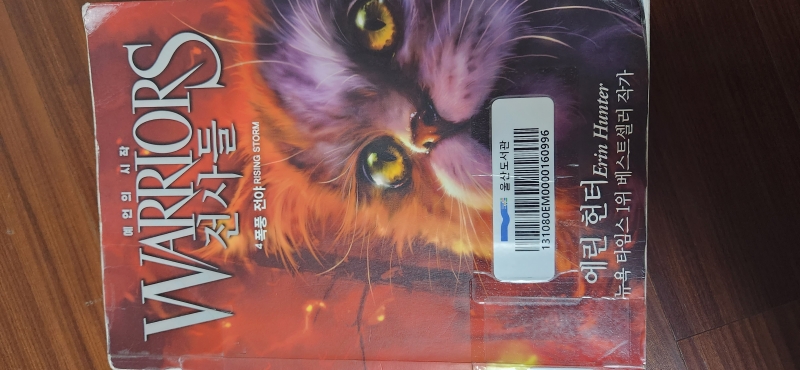 예언의 시작
WARRIORS
전사들
4 폭풍 전야 RISING STORM
울산도서관
131080EM0000160996
에린 헌터 Erin Hunter
뉴욕 타임스 1위 베스트셀러 작가